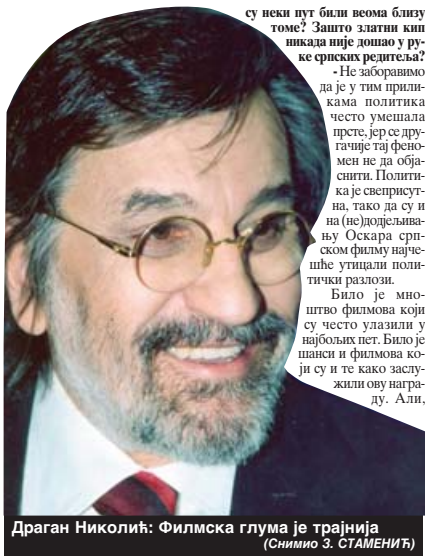 су неки пут били веома близу
томе? Зашто златни кип
никада није дошао у ру-
ке српских редитеља?
- Не заборавимо
да је у тим прили-
кама политика
често умешала
прсте, јер се дру-
гачије тај фено-
мен не да обја-
снити. Полити-
ка је свеприсут-
на, тако да су и
на (не)додјељива-
њу Оскара срп-
ском филму најче-
шће утицали поли-
тички разлози.
Било је мно-
штво филмова који
су често улазили у
најбољих пет. Било је
шанси и филмова ко-
ји су и те како заслу-
жили ову награ-
ду. Али,
Драган Николић: Филмска глума је трајнија
(Снимио З. СТАМЕНИЋ)